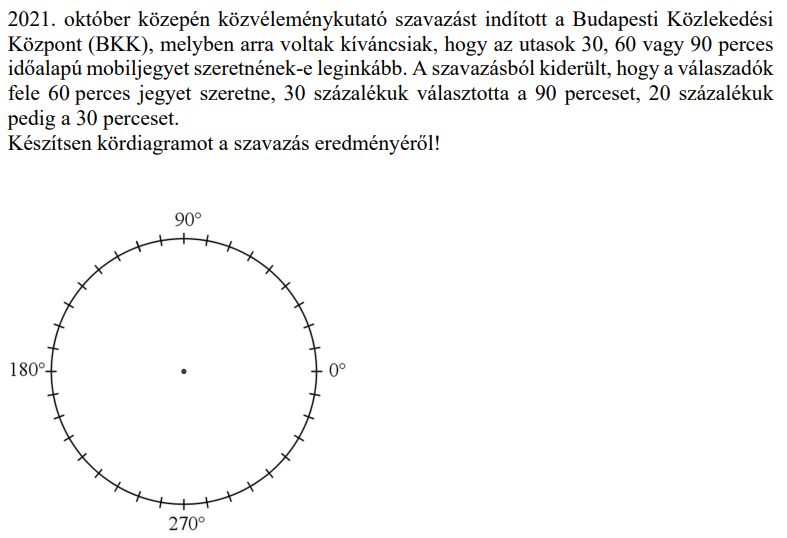 2021. október közepén közvéleménykutató szavazást indított a Budapesti Közlekedési
Központ (BKK), melyben arra voltak kíváncsiak, hogy az utasok 30, 60 vagy 90 perces
időalapú mobiljegyet szeretnének-e leginkább. A szavazásból kiderült, hogy a válaszadók
fele 60 perces jegyet szeretne, 30 százalékuk választotta a 90 perceset, 20 százalékuk
pedig a 30 perceset.
Készítsen kördiagramot a szavazás eredményéről!
90°
180°
0°
270°